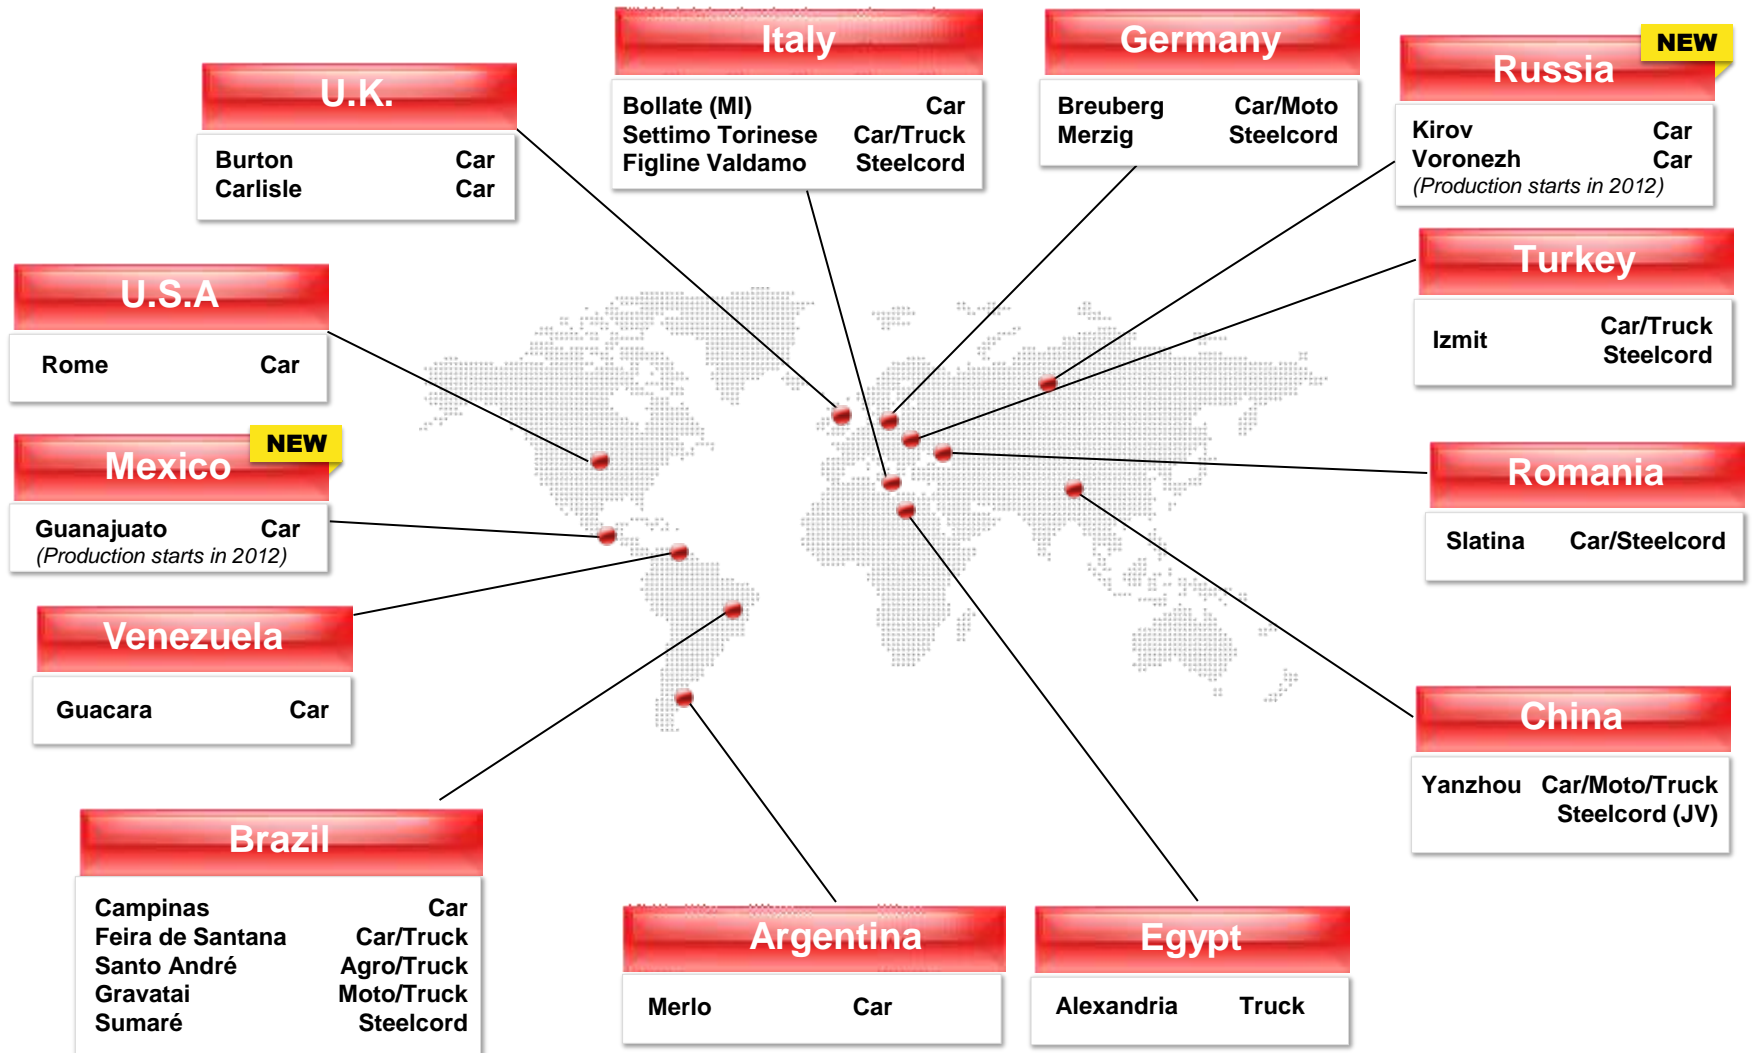 Italy
Bollate (MI) Car
Settimo Torinese Car/Truck
Figline Valdamo Steelcord
Germany
Breuberg Car/Moto
Merzig Steelcord
NEW
Russia
Kirov Car
Voronezh Car
(Production starts in 2012)
U.K.
Burton Car
Carlisle Car
Turkey
Izmit Car/Truck
Steelcord
U.S.A
Rome Car
NEW
Mexico
Guanajuato Car
(Production starts in 2012)
Romania
Slatina Car/Steelcord
Venezuela
Guacara Car
China
Yanzhou Car/Moto/Truck
Steelcord (JV)
Brazil
Campinas Car
Feira de Santana Car/Truck
Santo André Agro/Truck
Gravatai Moto/Truck
Sumaré Steelcord
Argentina
Merlo Car
Egypt
Alexandria Truck